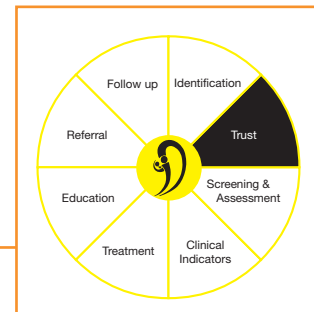 Follow up
Identification
Referral
Trust
Education
Screening &
Assessment
Treatment
Clinical
Indicators